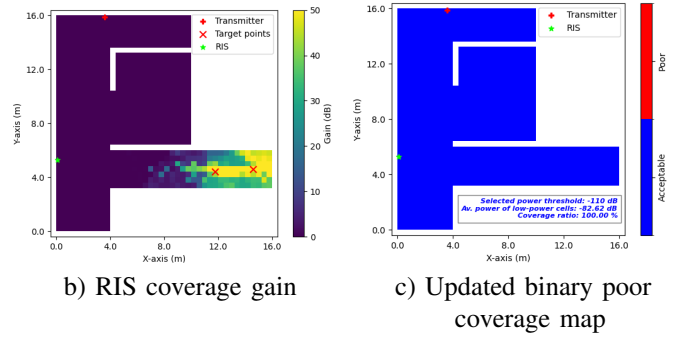 16.0
12.0
8.0
4.0
0.0
Y-axis (m)
0.0
4.0
8.0
12.0
16.0
X-axis (m)
Transmitter
Target points
RIS
50
40
30
20
10
0
Gain (dB)
b) RIS coverage gain
16.0
12.0
8.0
4.0
0.0
Y-axis (m)
0.0
4.0
8.0
12.0
16.0
X-axis (m)
Transmitter
RIS
Selected power threshold: -110 dB
Av. power of low-power cells: -82.62 dB
Coverage ratio: 100.00 %
Poor
Acceptable
c) Updated binary poor
coverage map